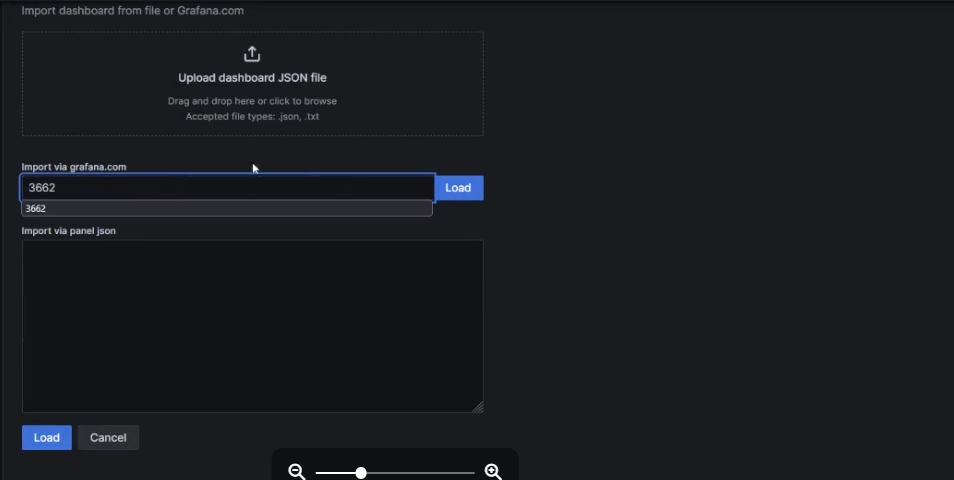 Import dashboard from file or Grafana.com
Upload dashboard JSON file
Drag and drop here or click to browse
Accepted file types: .json, .txt
Import via grafana.com
3662
Load
3662
Import via panel json
Load
Cancel